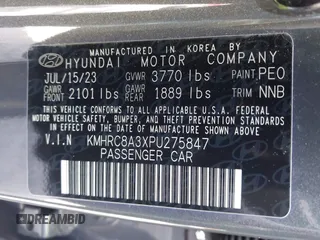 MANUFACTURED IN KOREA BY
HYUNDAI MOTOR COMPANY
JUL/15/23 GVWR 3770 lbs PAINT PEO
GAWR FRONT 2101 lbs GAWR REAR 1889 lbs TRIM NNB
THIS VEHICLE CONFORMS TO ALL APPLICABLE
U.S. FEDERAL MOTOR VEHICLE SAFETY, BUMPER,
AND THEFT PREVENTION STANDARDS IN EFFECT
ON THE DATE OF MANUFACTURE SHOWN ABOVE.
V.I.N KMHRC8A3XPU275847
PASSENGER CAR
DREAMBID